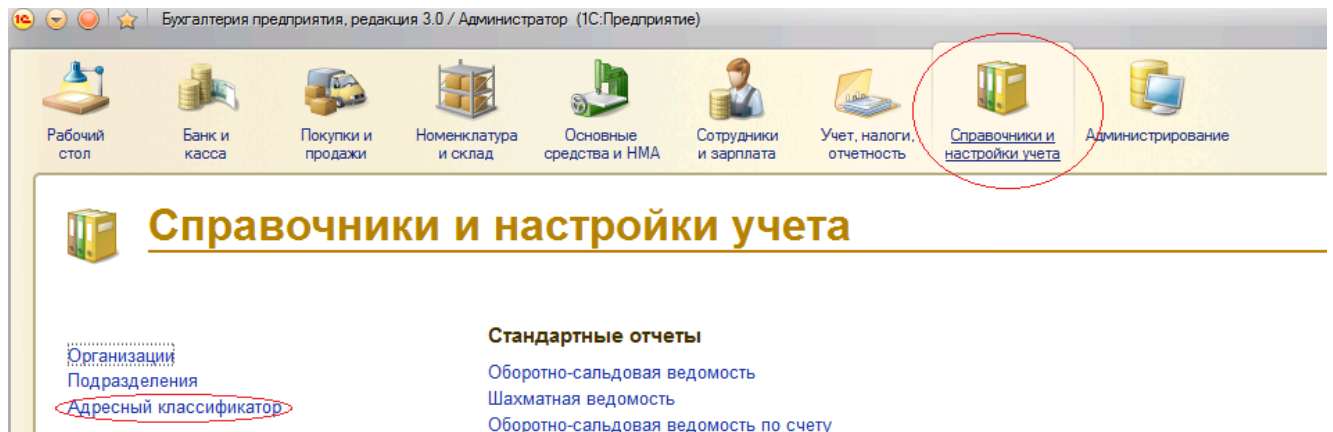 1С Бухгалтерия предприятия, редакция 3.0 / Администратор (1С:Предприятие)
Рабочий стол
Банк и касса
Покупки и продажи
Номенклатура и склад
Основные средства и НМА
Сотрудники и зарплата
Учет, налоги, отчетность
Справочники и настройки учета
Администрирование
Справочники и настройки учета
Организации
Подразделения
Адресный классификатор
Стандартные отчеты
Оборотно-сальдовая ведомость
Шахматная ведомость
Оборотно-сальдовая ведомость по счету